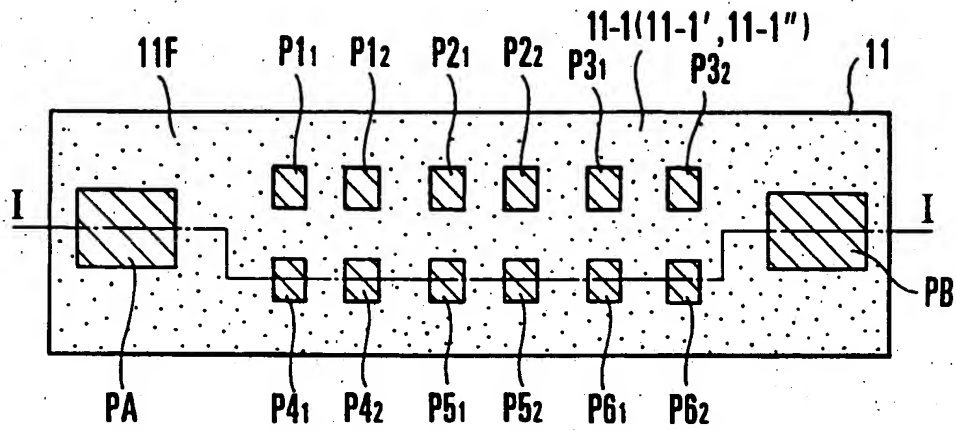 11-1(11-1', 11-1")
11F P1₁ P1₂ P2₁ P2₂ P3₁ P3₂ 11
I I
PB
PA P4₁ P4₂ P5₁ P5₂ P6₁ P6₂